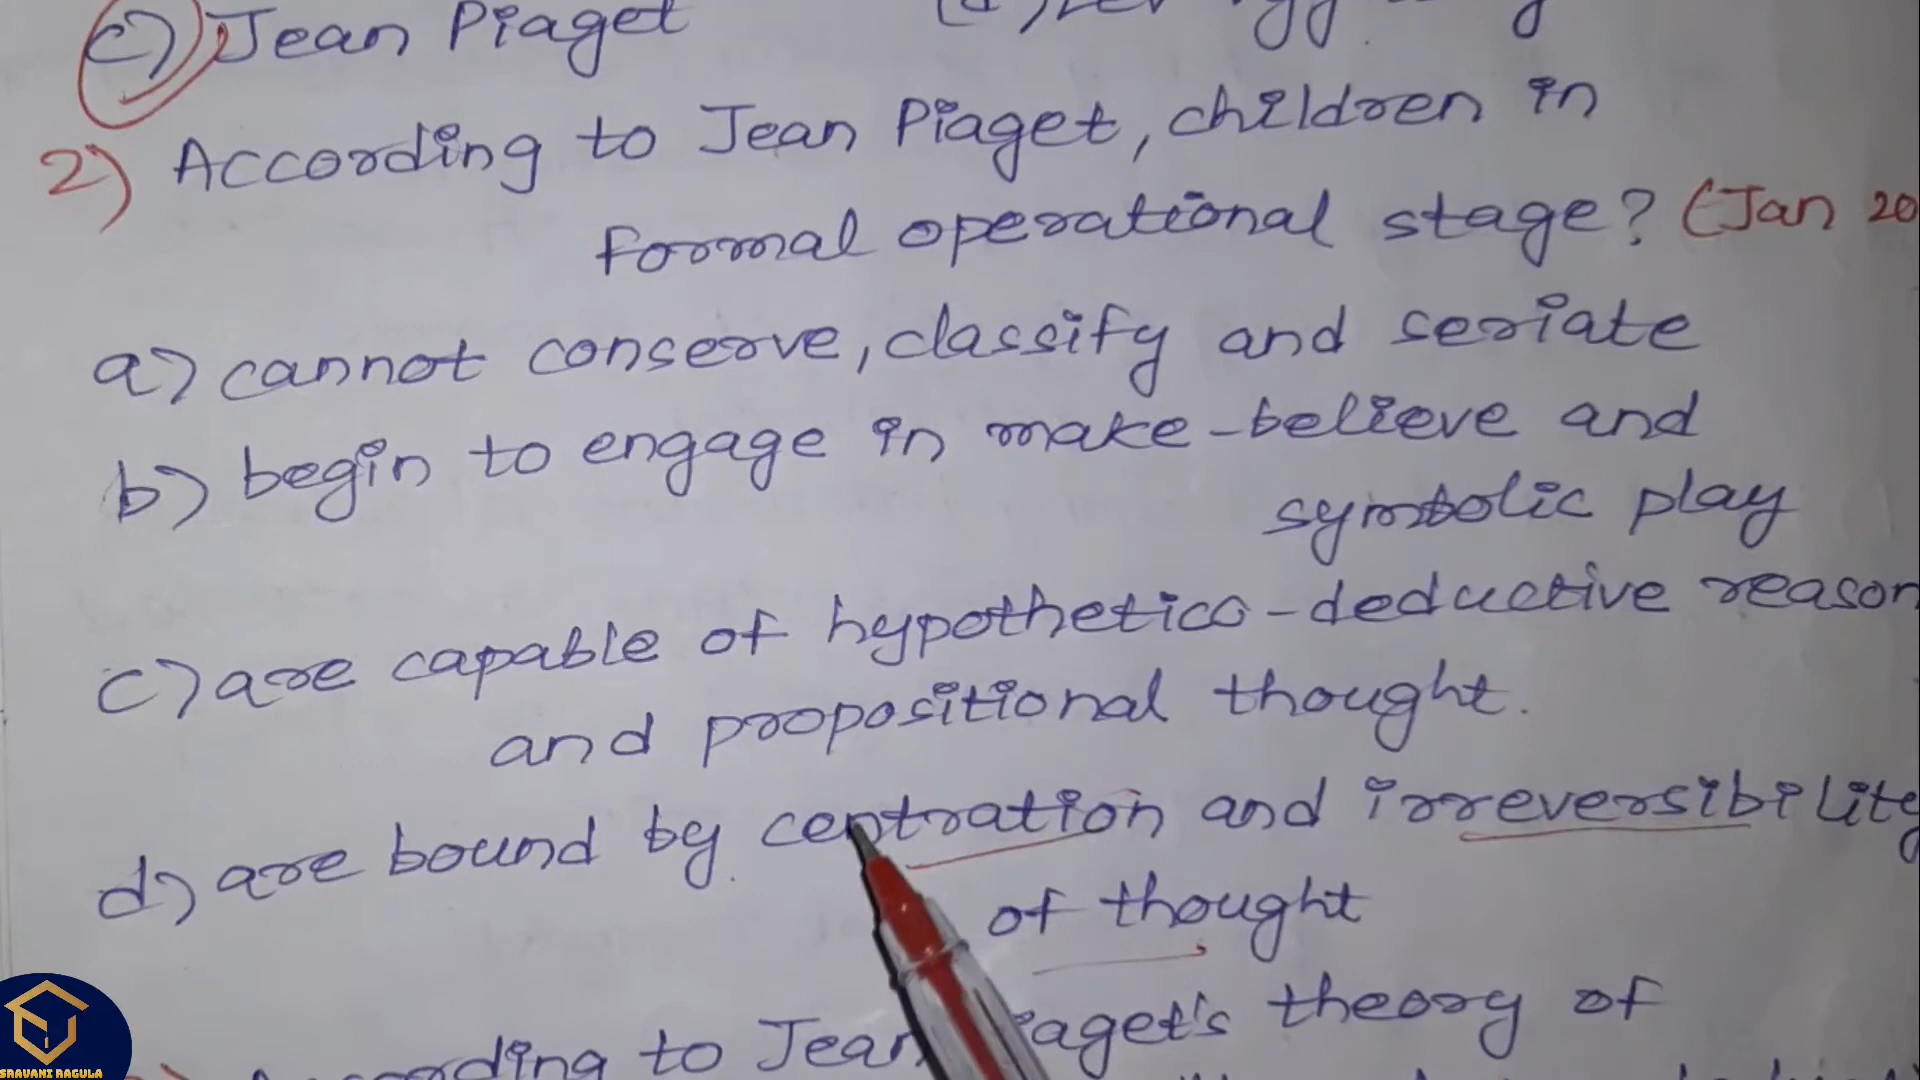 c) Jean Piaget
2) According to Jean Piaget, children in
formal operational stage? (Jan 20
a) cannot conserve, classify and seriate
b) begin to engage in make-believe and
symbolic play
c) are capable of hypothetico-deductive reason
and propositional thought.
d) are bound by centration and irreversibility
of thought
to Jean Piaget's theory of
SRAVANI RAGULA